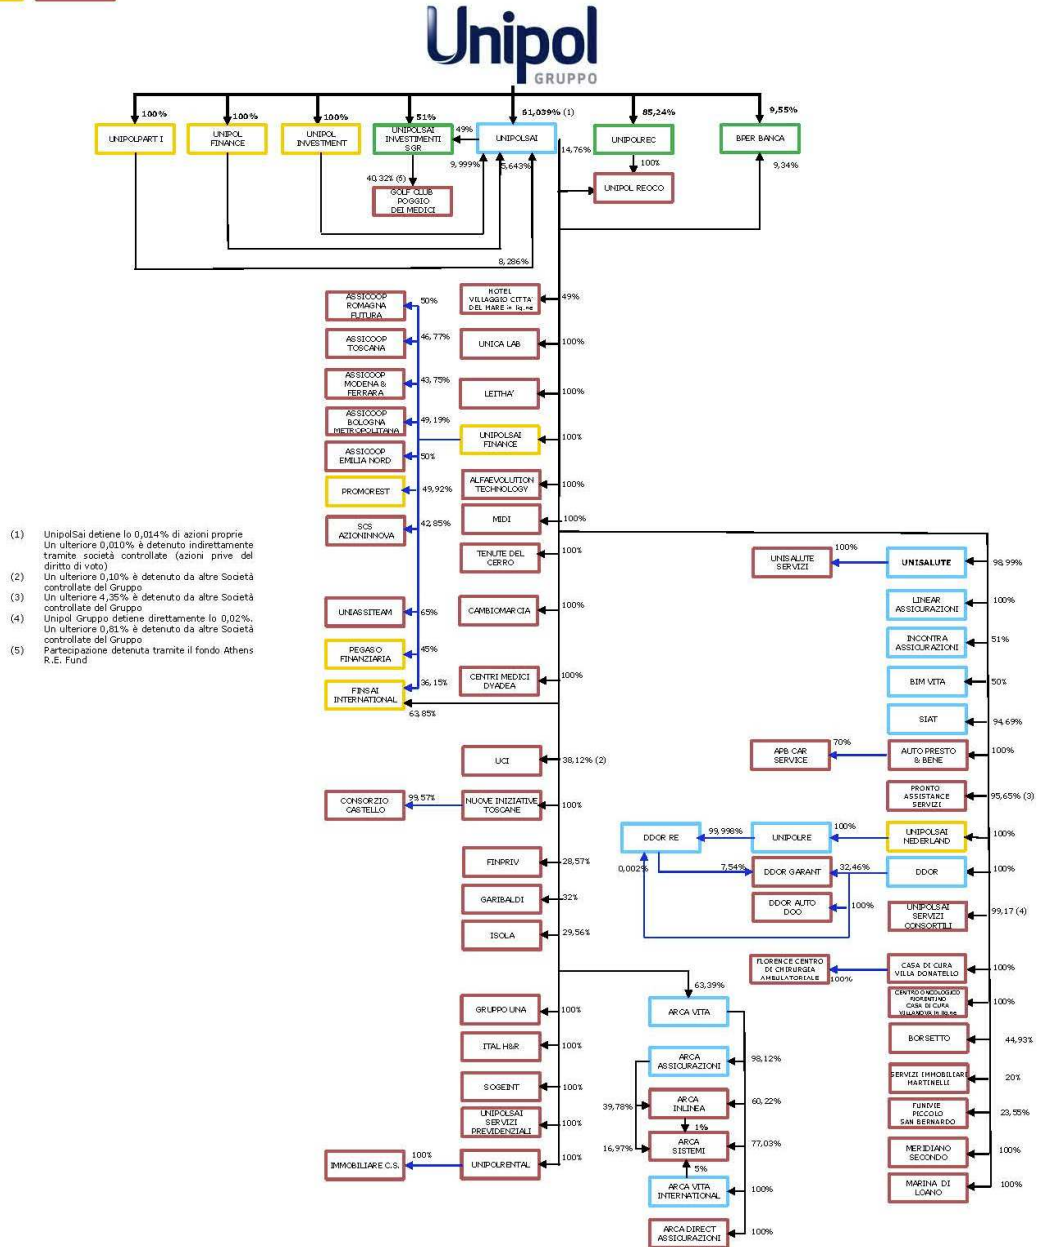 Unipol
GRUPPO
100%
100%
100%
51%
61,039% (1)
85,24%
9,55%
UNIPOLPART I
UNIPOL
FINANCE
UNIPOL
INVESTMENT
UNIPOLSAI
INVESTIMENTI
SGR
49%
UNIPOLSAI
14,76%
UNIPOLREC
BPER BANCA
9,999%
5,643%
100%
9,34%
40,32% (5)
GOLF CLUB
POGGIO
DEI MEDICI
UNIPOL REOCO
8,286%
ASSICOOP
ROMAGNA
FUTURA
50%
HOTEL
VILLAGGIO CITTA'
DEL MARE in liq.ne
49%
ASSICOOP
TOSCANA
46,77%
UNICA LAB
100%
ASSICOOP
MODENA &
FERRARA
43,75%
LEITHA'
100%
ASSICOOP
BOLOGNA
METROPOLITANA
49,19%
UNIPOLSAI
FINANCE
100%
ASSICOOP
EMILIA NORD
50%
PROMOREST
49,92%
ALFAEVOLUTION
TECHNOLOGY
100%
SCS
AZIONINNOVA
42,85%
MIDI
100%
TENUTE DEL
CERRO
100%
UNIASSITEAM
65%
CAMBIOMARCIA
100%
PEGASO
FINANZIARIA
45%
CENTRI MEDICI
DYADEA
100%
FINSAI
INTERNATIONAL
36,15%
63,85%
(1) UnipolSai detiene lo 0,014% di azioni proprie
Un ulteriore 0,010% è detenuto indirettamente
tramite società controllate (azioni prive del
diritto di voto)
(2) Un ulteriore 0,10% è detenuto da altre Società
controllate del Gruppo
(3) Un ulteriore 4,35% è detenuto da altre Società
controllate del Gruppo
(4) Unipol Gruppo detiene direttamente lo 0,02%.
Un ulteriore 0,81% è detenuto da altre Società
controllate del Gruppo
(5) Partecipazione detenuta tramite il fondo Athens
R.E. Fund
UCI
38,12% (2)
CONSORZIO
CASTELLO
99,57%
NUOVE INIZIATIVE
TOSCANE
100%
FINPRIV
28,57%
GARIBALDI
32%
ISOLA
29,56%
GRUPPO UNA
100%
ITAL H&R
100%
SOGEINT
100%
UNIPOLSAI
SERVIZI
PREVIDENZIALI
100%
IMMOBILIARE C.S.
100%
UNIPOLRENTAL
100%
UNISALUTE
SERVIZI
100%
UNISALUTE
98,99%
LINEAR
ASSICURAZIONI
100%
INCONTRA
ASSICURAZIONI
51%
BIM VITA
50%
SIAT
94,69%
APB CAR
SERVICE
70%
AUTO PRESTO
& BENE
100%
PRONTO
ASSISTANCE
SERVIZI
95,65% (3)
DDOR RE
99,998%
UNIPOLRE
100%
UNIPOLSAI
NEDERLAND
100%
0,002%
7,54%
DDOR GARANT
32,46%
DDOR
100%
DDOR AUTO
DOO
100%
UNIPOLSAI
SERVIZI
CONSORTILI
99,17 (4)
FLORENCE CENTRO
DI CHIRURGIA
AMBULATORIALE
100%
CASA DI CURA
VILLA DONATELLO
100%
CENTRO ONCOLOGICO
FIORENTINO
CASA DI CURA
VILLANOVA in liq.ne
100%
BORSETTO
44,93%
SERVIZI IMMOBILIARI
MARTINELLI
20%
FUNIVIE
PICCOLO
SAN BERNARDO
23,55%
MERIDIANO
SECONDO
100%
MARINA DI
LOANO
100%
63,39%
ARCA VITA
ARCA
ASSICURAZIONI
98,12%
39,78%
ARCA
INLINEA
60,22%
1%
16,97%
ARCA
SISTEMI
77,03%
5%
ARCA VITA
INTERNATIONAL
100%
ARCA DIRECT
ASSICURAZIONI
100%